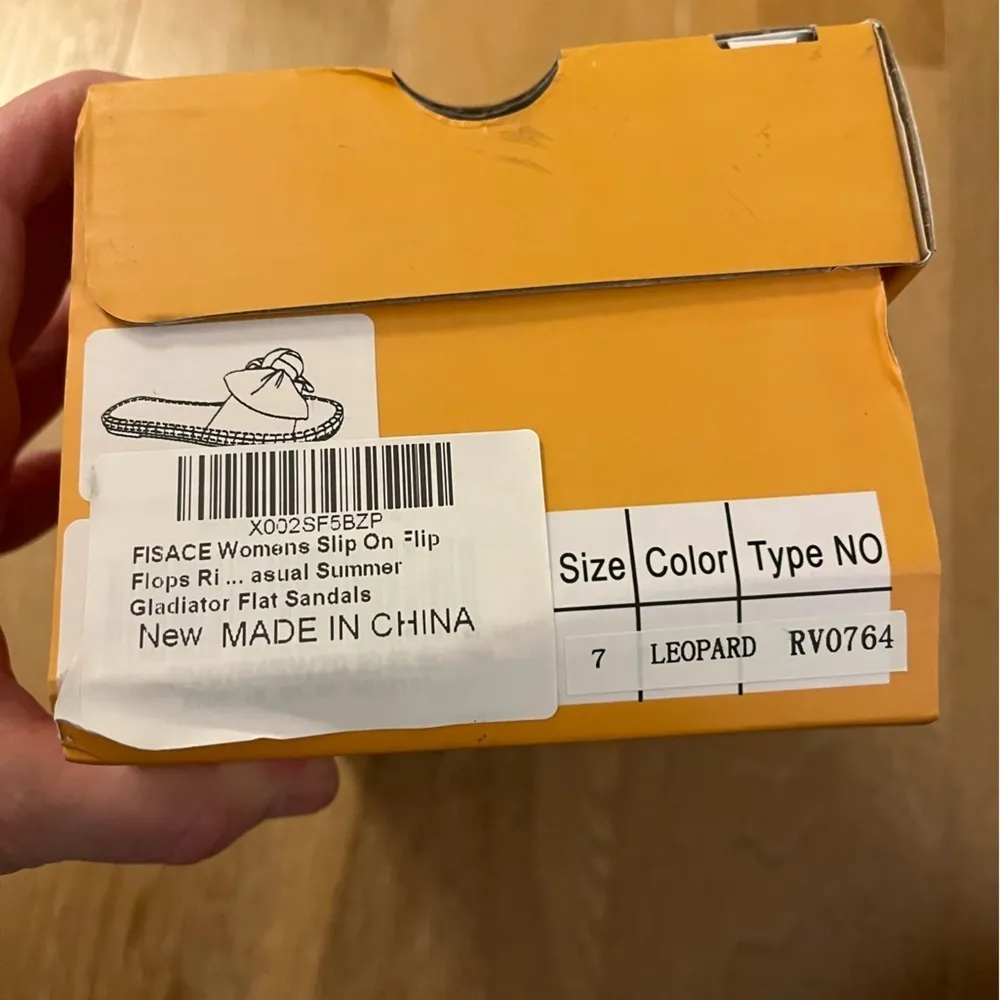 X002SF5BZP
FISACE Womens Slip On Flip
Flops Ri ... asual Summer
Gladiator Flat Sandals
New MADE IN CHINA
Size Color Type NO
7 LEOPARD RV0764